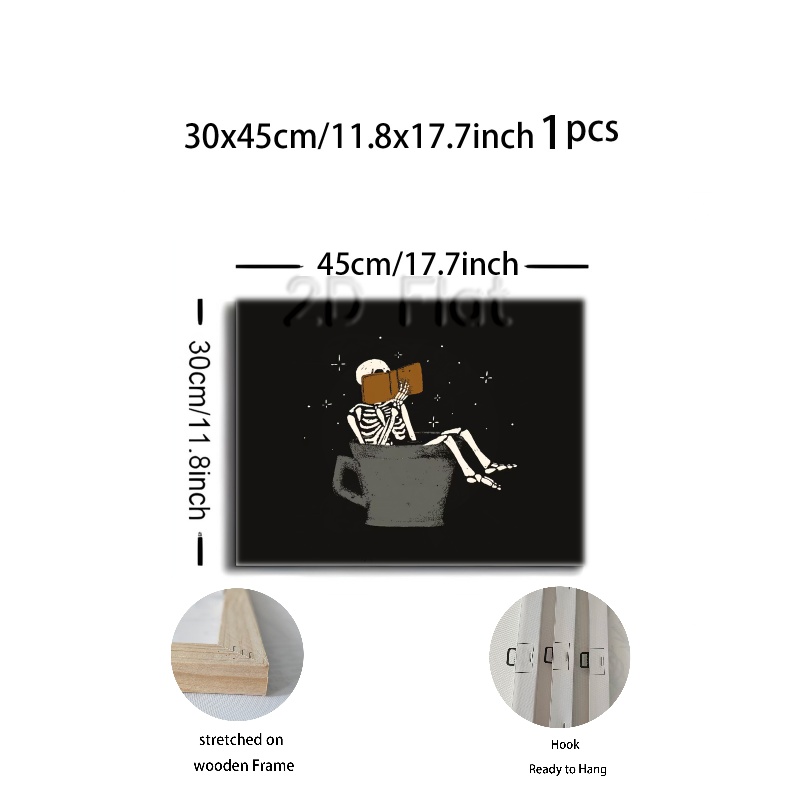 30x45cm/11.8x17.7inch 1pcs
45cm/17.7inch
2D Flat
30cm/11.8inch
stretched on
wooden Frame
Hook
Ready to Hang